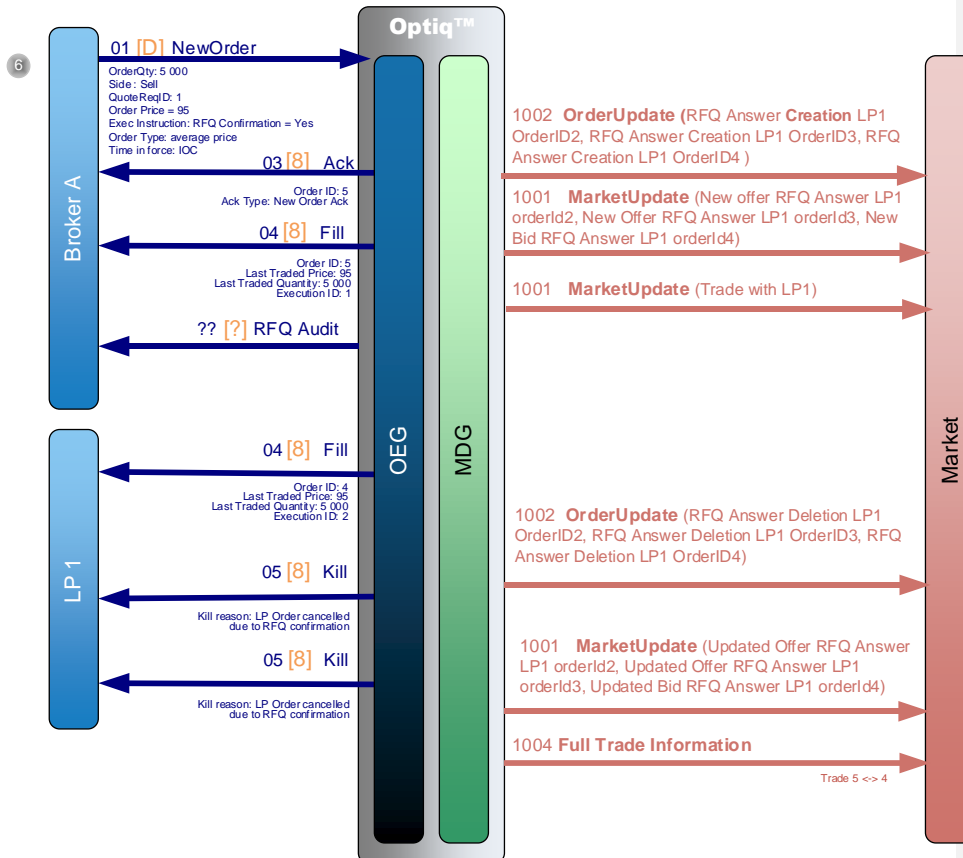 Optiq™
6
01 [D] NewOrder
OrderQty: 5 000
Side : Sell
QuoteReqID: 1
Order Price = 95
Exec Instruction: RFQ Confirmation = Yes
Order Type: average price
Time in force: IOC
03 [8] Ack
Order ID: 5
Ack Type: New Order Ack
04 [8] Fill
Order ID: 5
Last Traded Price: 95
Last Traded Quantity: 5 000
Execution ID: 1
?? [?] RFQ Audit
Broker A
04 [8] Fill
Order ID: 4
Last Traded Price: 95
Last Traded Quantity: 5 000
Execution ID: 2
05 [8] Kill
Kill reason: LP Order cancelled
due to RFQ confirmation
05 [8] Kill
Kill reason: LP Order cancelled
due to RFQ confirmation
LP 1
OEG
MDG
1002 OrderUpdate (RFQ Answer Creation LP1
OrderID2, RFQ Answer Creation LP1 OrderID3, RFQ
Answer Creation LP1 OrderID4 )
1001 MarketUpdate (New offer RFQ Answer LP1
orderId2, New Offer RFQ Answer LP1 orderId3, New
Bid RFQ Answer LP1 orderId4)
1001 MarketUpdate (Trade with LP1)
1002 OrderUpdate (RFQ Answer Deletion LP1
OrderID2, RFQ Answer Deletion LP1 OrderID3, RFQ
Answer Deletion LP1 OrderID4)
1001 MarketUpdate (Updated Offer RFQ Answer
LP1 orderId2, Updated Offer RFQ Answer LP1
orderId3, Updated Bid RFQ Answer LP1 orderId4)
1004 Full Trade Information
Trade 5 <-> 4
Market